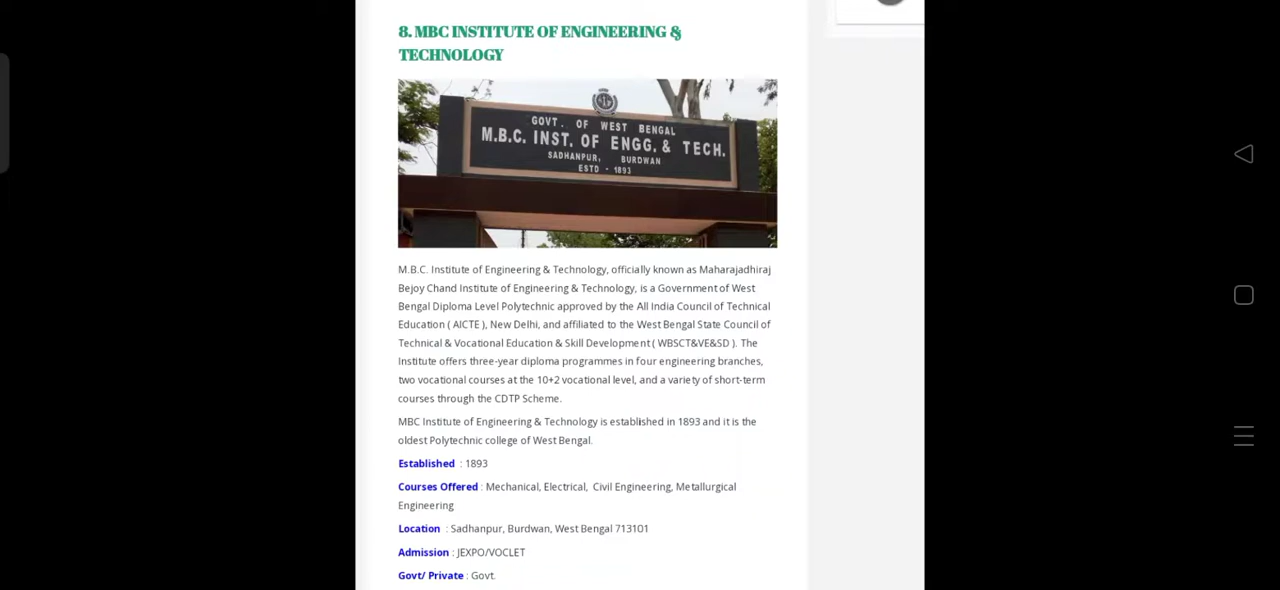 8. MBC INSTITUTE OF ENGINEERING &
TECHNOLOGY
GOVT. OF WEST BENGAL
M.B.C. INST. OF ENGG. & TECH.
SADHANPUR, BURDWAN
ESTD - 1893
M.B.C. Institute of Engineering & Technology, officially known as Maharajadhiraj
Bejoy Chand Institute of Engineering & Technology, is a Government of West
Bengal Diploma Level Polytechnic approved by the All India Council of Technical
Education ( AICTE ), New Delhi, and affiliated to the West Bengal State Council of
Technical & Vocational Education & Skill Development ( WBSCT&VE&SD ). The
Institute offers three-year diploma programmes in four engineering branches,
two vocational courses at the 10+2 vocational level, and a variety of short-term
courses through the CDTP Scheme.
MBC Institute of Engineering & Technology is established in 1893 and it is the
oldest Polytechnic college of West Bengal.
Established : 1893
Courses Offered : Mechanical, Electrical, Civil Engineering, Metallurgical
Engineering
Location : Sadhanpur, Burdwan, West Bengal 713101
Admission : JEXPO/VOCLET
Govt/ Private : Govt.